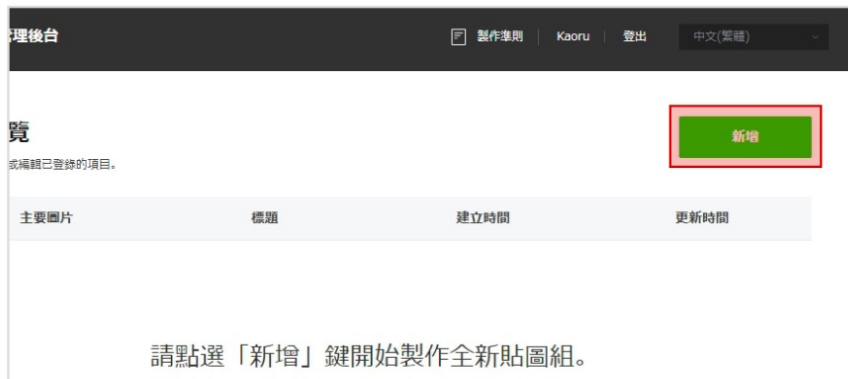 管理後台
製作準則 Kaoru 登出 中文(繁體)
覽
新增
或編輯已登錄的項目。
主要圖片 標題 建立時間 更新時間
請點選「新增」鍵開始製作全新貼圖組。